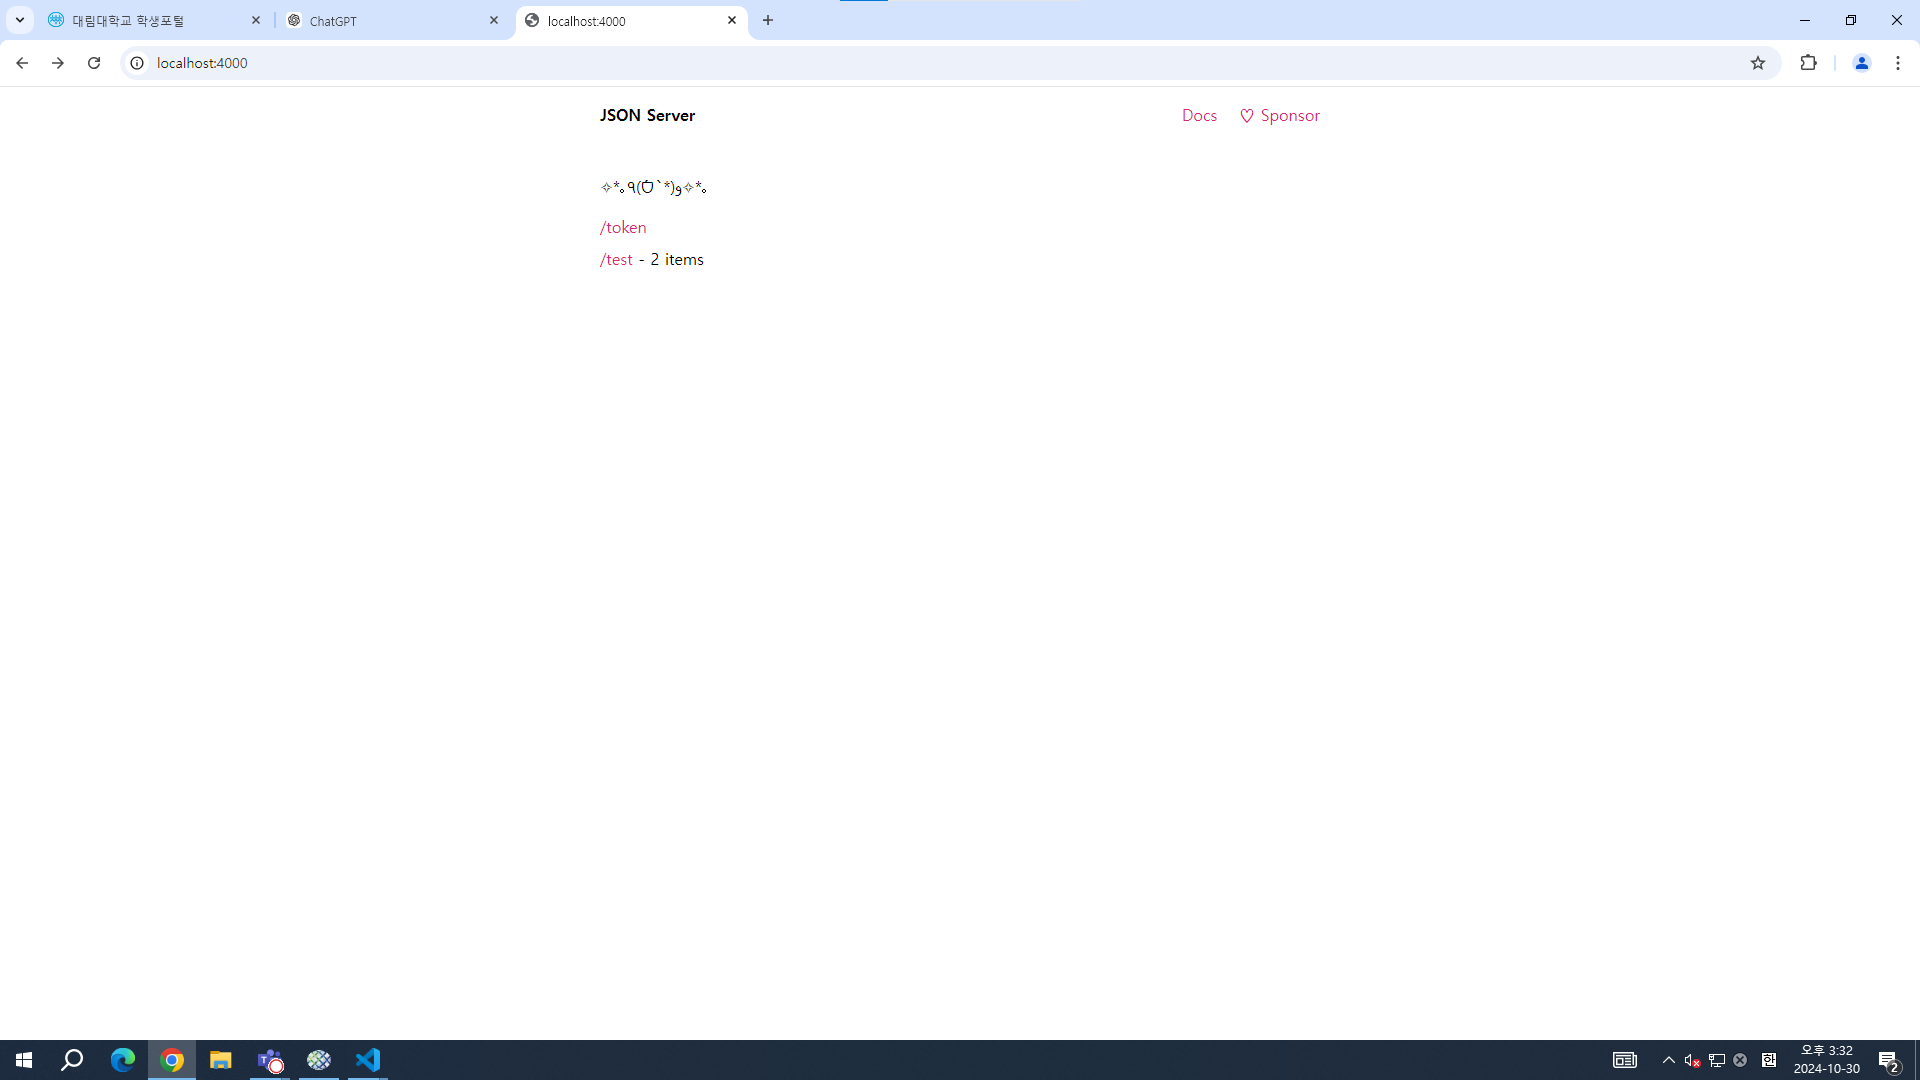 대림대학교 학생포털
ChatGPT
localhost:4000
localhost:4000
JSON Server
Docs
♡ Sponsor
✧*｡٩(ˊᗜˋ*)و✧*｡
/token
/test - 2 items
한
오후 3:32
2024-10-30
2